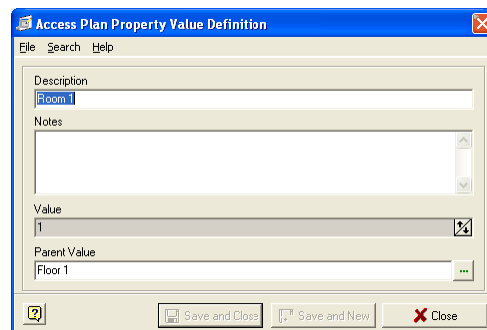 Access Plan Property Value Definition
File Search Help
Description
Room 1
Notes
Value
1
Parent Value
Floor 1
...
Save and Close Save and New Close